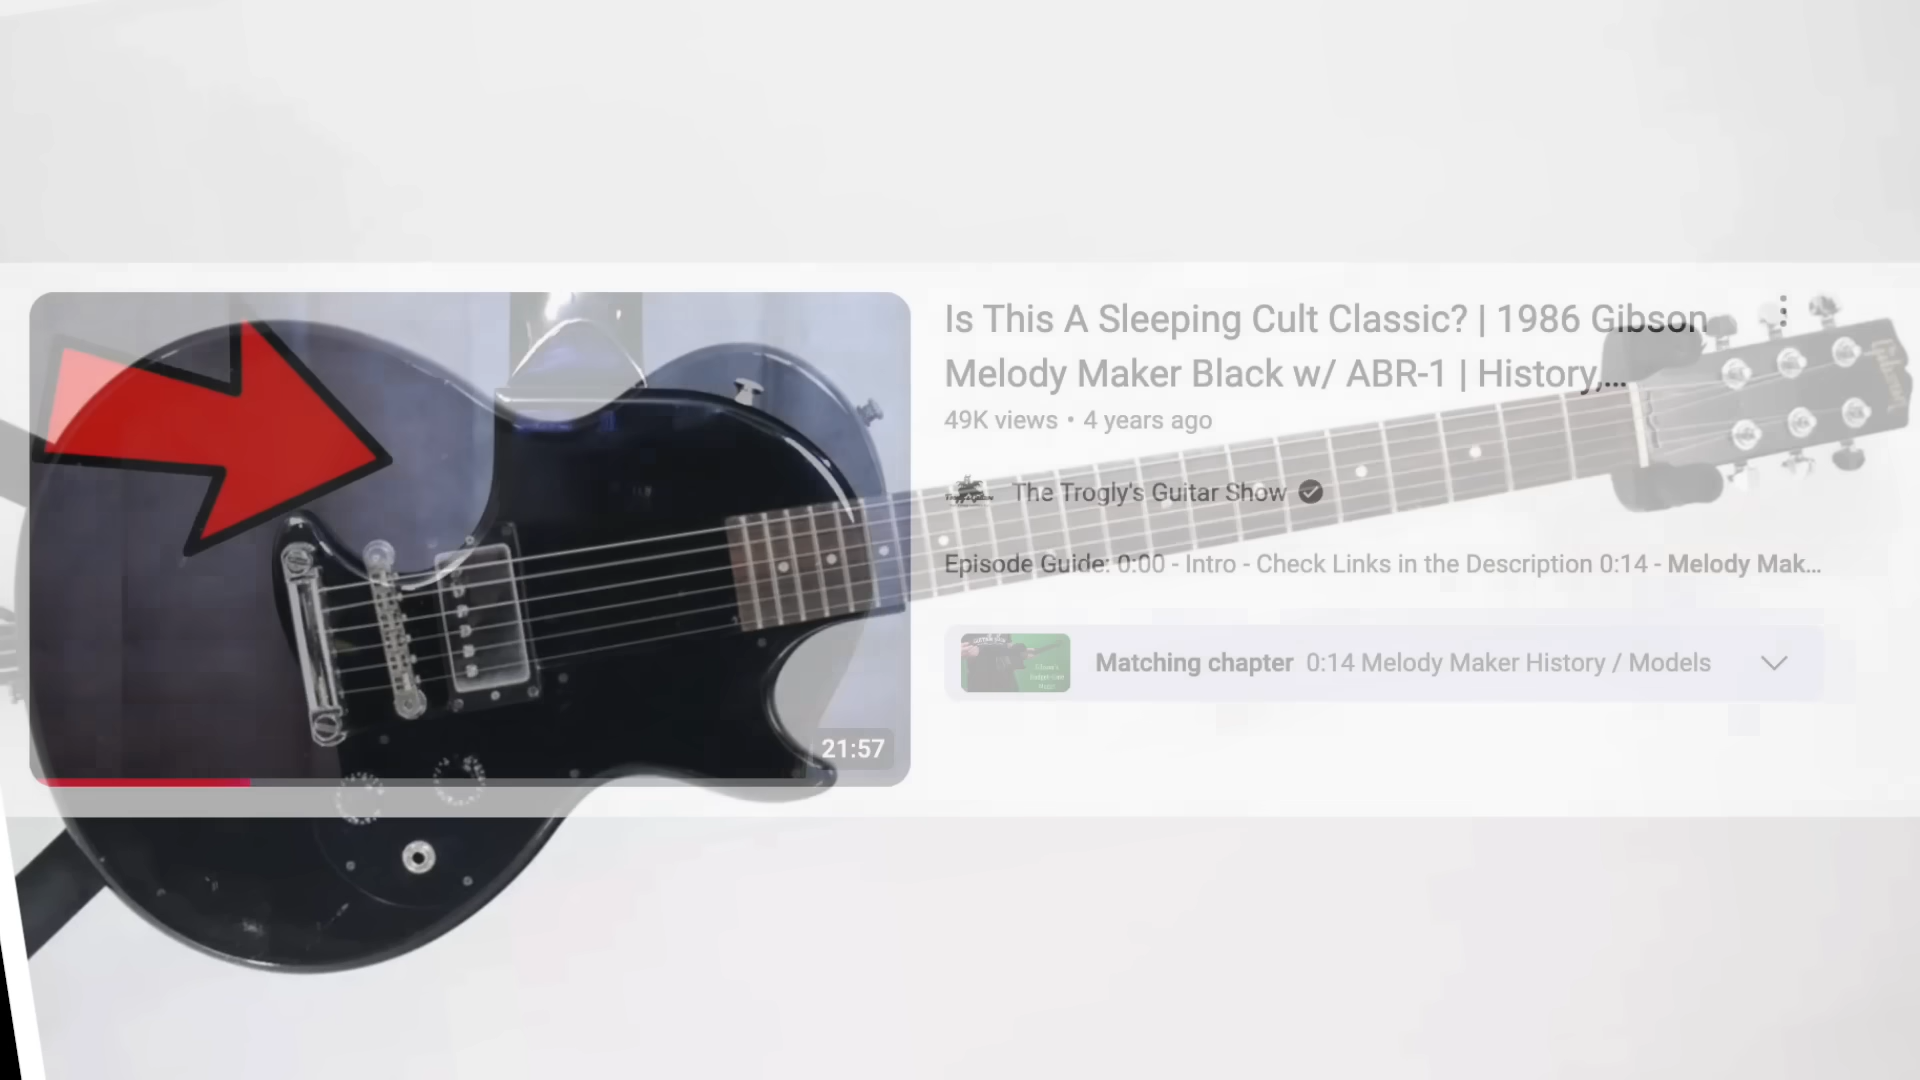 Is This A Sleeping Cult Classic? | 1986 Gibson
Melody Maker Black w/ ABR-1 | History,...
49K views • 4 years ago
Gibson
The Trogly's Guitar Show
Episode Guide: 0:00 - Intro - Check Links in the Description 0:14 - Melody Mak...
Matching chapter 0:14 Melody Maker History / Models
21:57